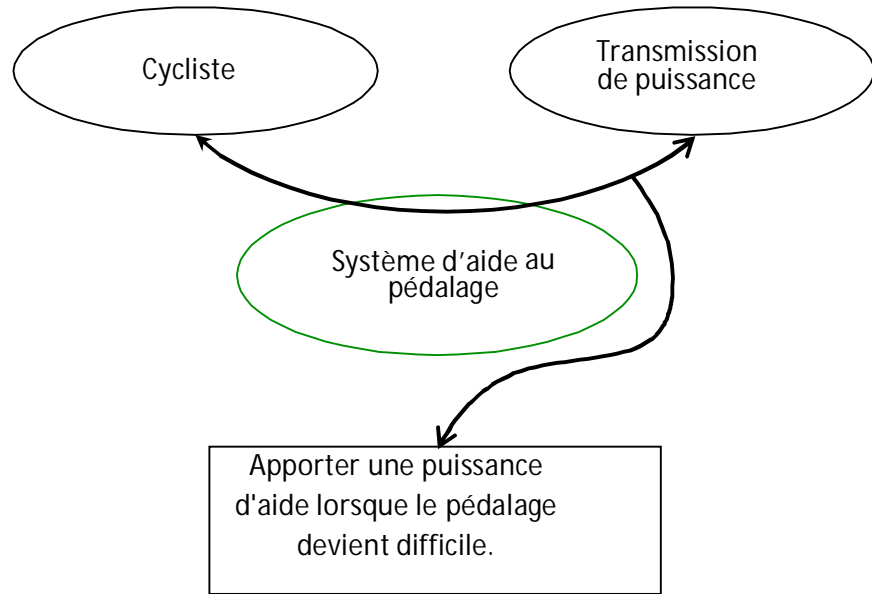 Cycliste
Transmission
de puissance
Système d’aide au
pédalage
Apporter une puissance
d'aide lorsque le pédalage
devient difficile.